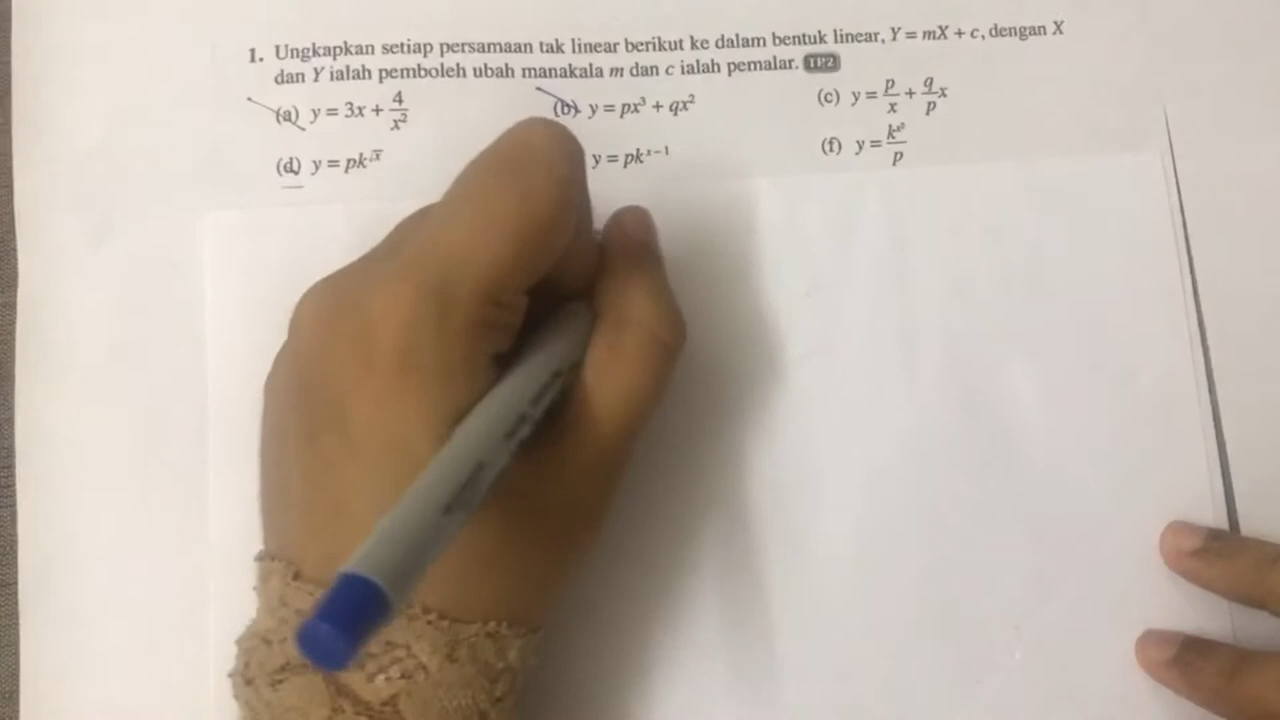 1. Ungkapkan setiap persamaan tak linear berikut ke dalam bentuk linear, Y = mX + c, dengan X
dan Y ialah pemboleh ubah manakala m dan c ialah pemalar. TP2
(a) y = 3x + 4/x² (b) y = px³ + qx² (c) y = p/x + q/p x
(d) y = pk^√x y = pk^(x−1) (f) y = k^(x²)/p